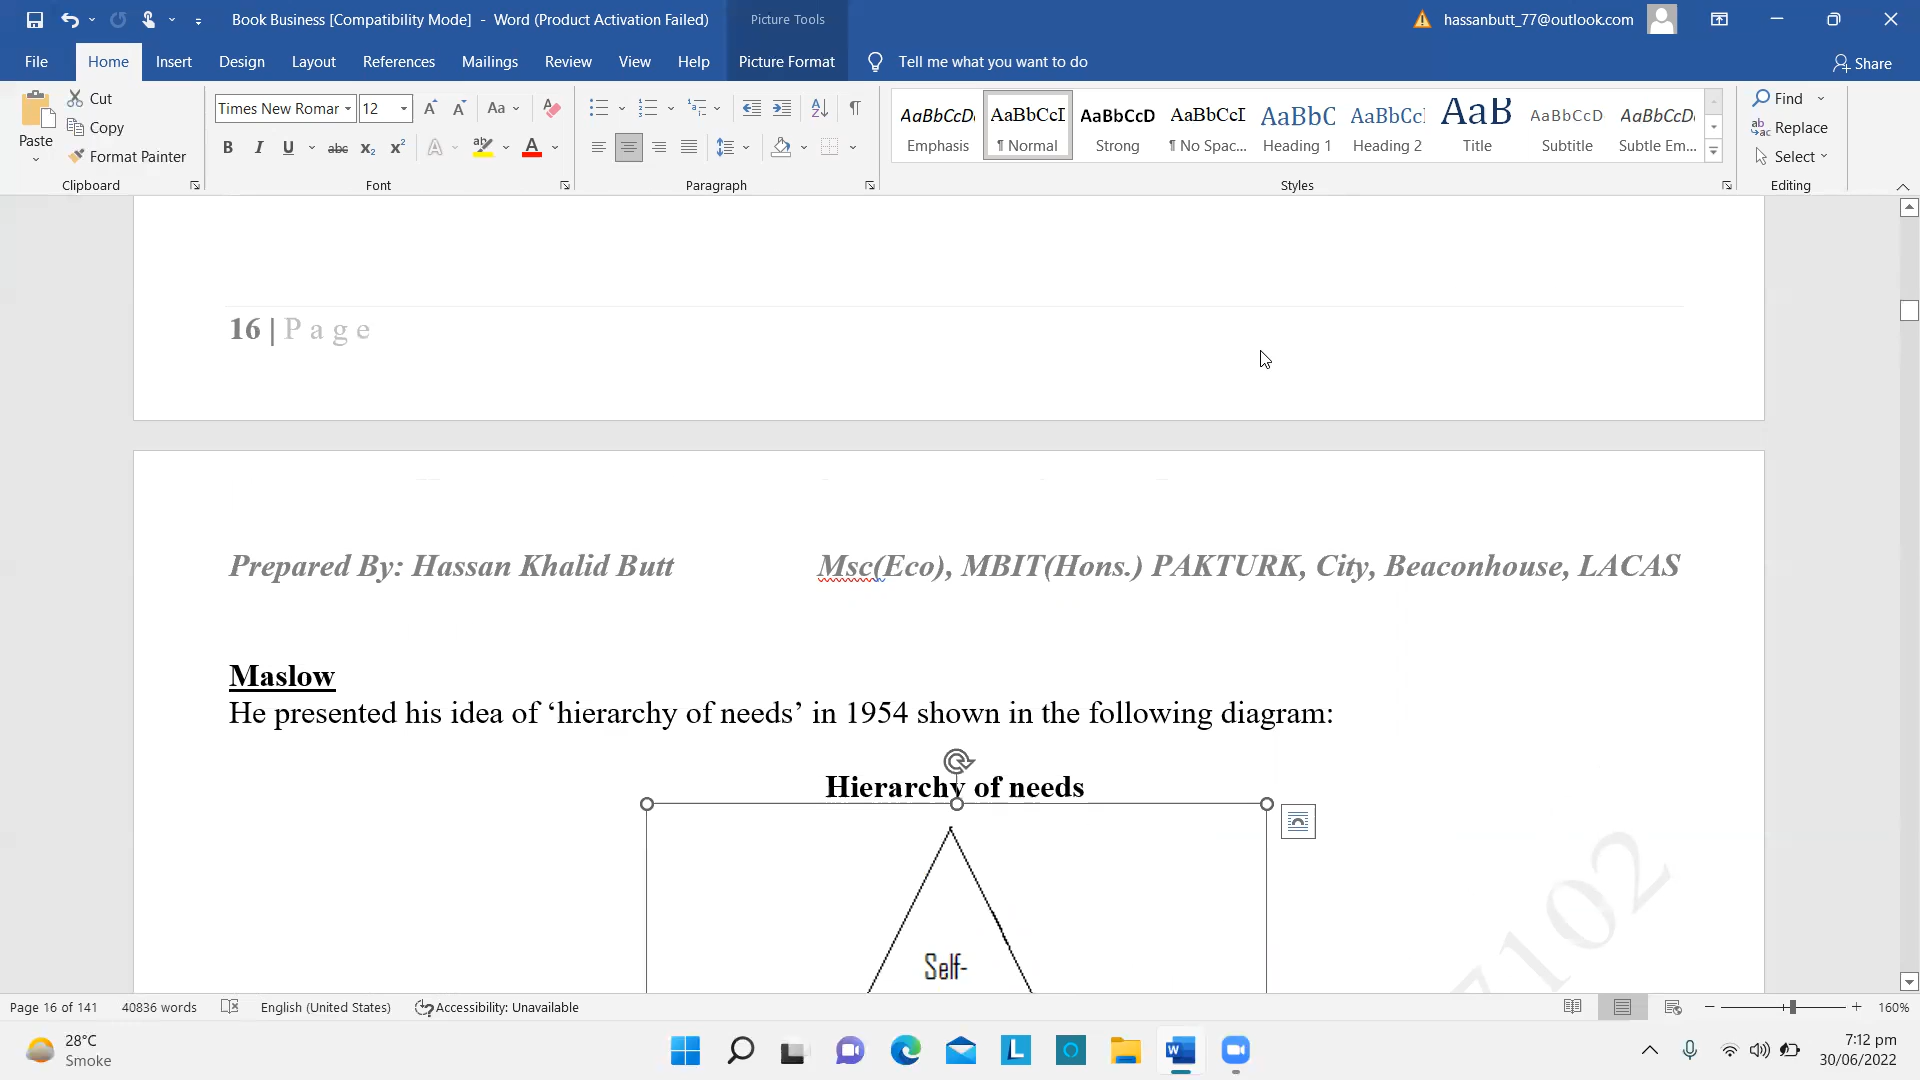 Book Business [Compatibility Mode] - Word (Product Activation Failed)
Picture Tools
hassanbutt_77@outlook.com
File
Home
Insert
Design
Layout
References
Mailings
Review
View
Help
Picture Format
Tell me what you want to do
Share
Paste
Cut
Copy
Format Painter
Clipboard
Times New Romar
12
Font
Paragraph
AaBbCcD
Emphasis
AaBbCcI
¶ Normal
AaBbCcD
Strong
AaBbCcI
¶ No Spac...
AaBbC
Heading 1
AaBbCc
Heading 2
AaB
Title
AaBbCcD
Subtitle
AaBbCcD
Subtle Em...
Styles
Find
Replace
Select
Editing
16 | Page
Prepared By: Hassan Khalid Butt Msc(Eco), MBIT(Hons.) PAKTURK, City, Beaconhouse, LACAS
Maslow
He presented his idea of ‘hierarchy of needs’ in 1954 shown in the following diagram:
Hierarchy of needs
Self-
7102
Page 16 of 141
40836 words
English (United States)
Accessibility: Unavailable
160%
28°C
Smoke
7:12 pm
30/06/2022